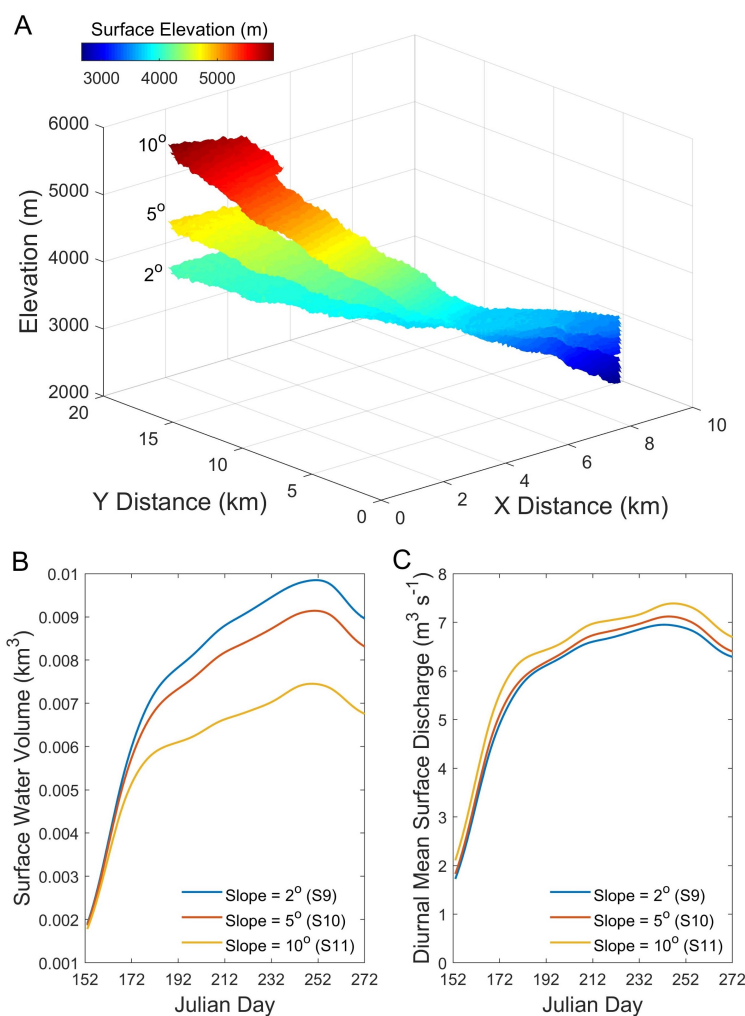 A
Surface Elevation (m)
3000 4000 5000
6000
5000
4000
3000
2000
Elevation (m)
10°
5°
2°
20
15
10
5
0
Y Distance (km)
0
2
4
6
8
10
X Distance (km)
B
0.01
0.009
0.008
0.007
0.006
0.005
0.004
0.003
0.002
0.001
Surface Water Volume (km³)
Slope = 2° (S9)
Slope = 5° (S10)
Slope = 10° (S11)
152 172 192 212 232 252 272
Julian Day
C
8
7
6
5
4
3
2
1
0
Diurnal Mean Surface Discharge (m³ s⁻¹)
Slope = 2° (S9)
Slope = 5° (S10)
Slope = 10° (S11)
152 172 192 212 232 252 272
Julian Day